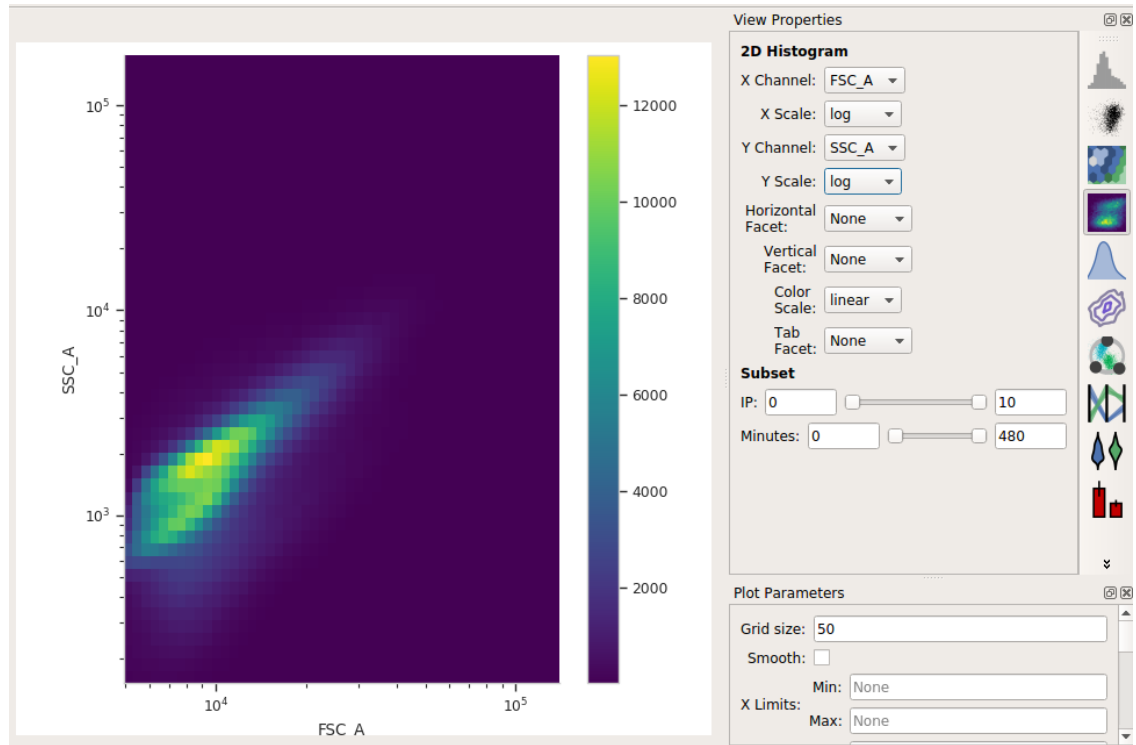 View Properties
2D Histogram
X Channel: FSC_A
X Scale: log
Y Channel: SSC_A
Y Scale: log
Horizontal
Facet: None
Vertical
Facet: None
Color
Scale: linear
Tab
Facet: None
Subset
IP: 0 10
Minutes: 0 480
Plot Parameters
Grid size: 50
Smooth:
X Limits:
Min: None
Max: None
10⁵
10⁴
10³
SSC_A
10⁴
10⁵
FSC_A
12000
10000
8000
6000
4000
2000